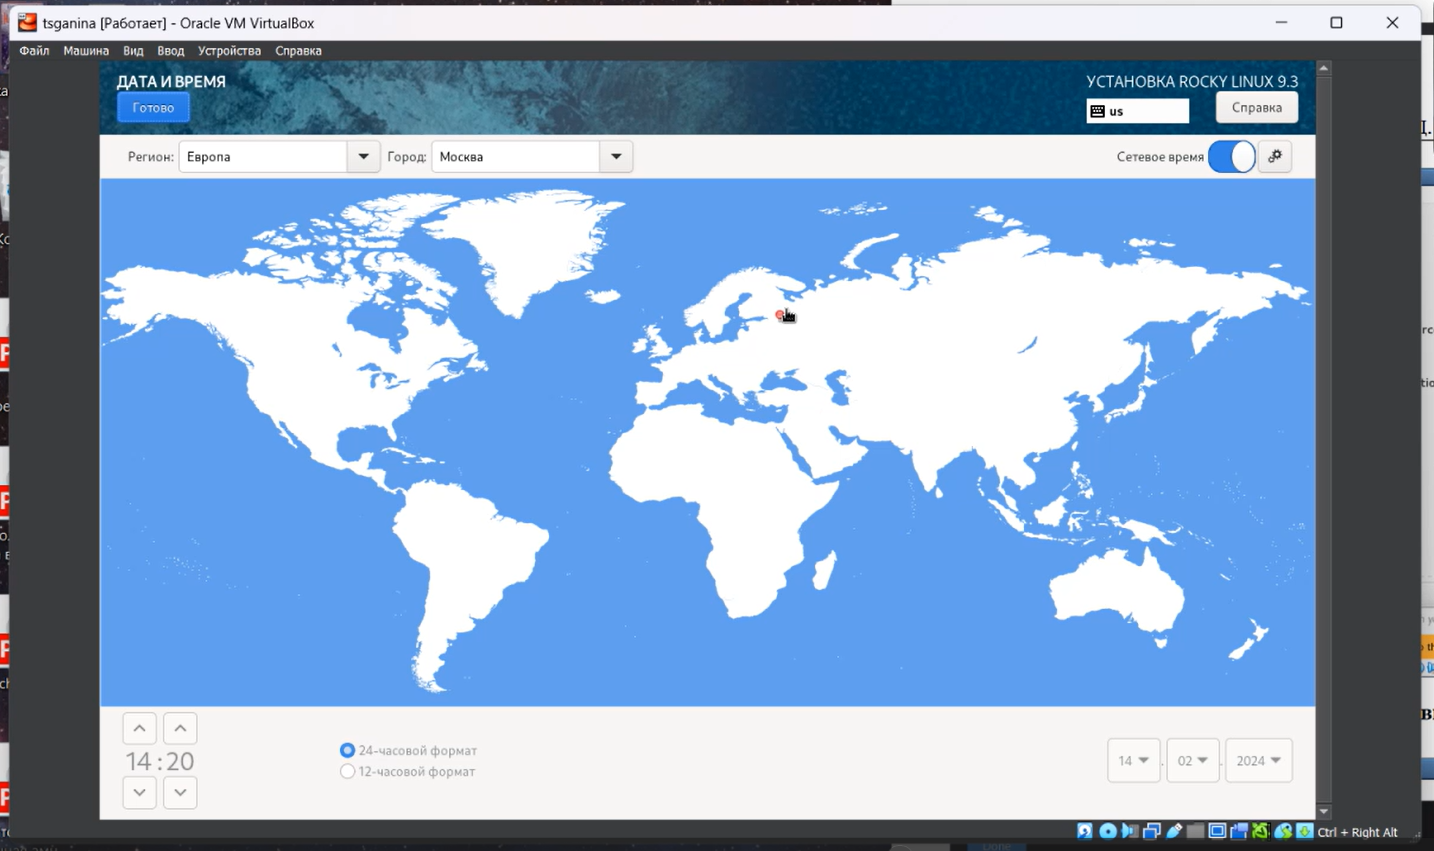 tsganina [Работает] - Oracle VM VirtualBox
Файл Машина Вид Ввод Устройства Справка
ДАТА И ВРЕМЯ
УСТАНОВКА ROCKY LINUX 9.3
Готово
us
Справка
Регион: Европа Город: Москва Сетевое время
14:20
24-часовой формат
12-часовой формат
14 . 02 . 2024
Ctrl + Right Alt